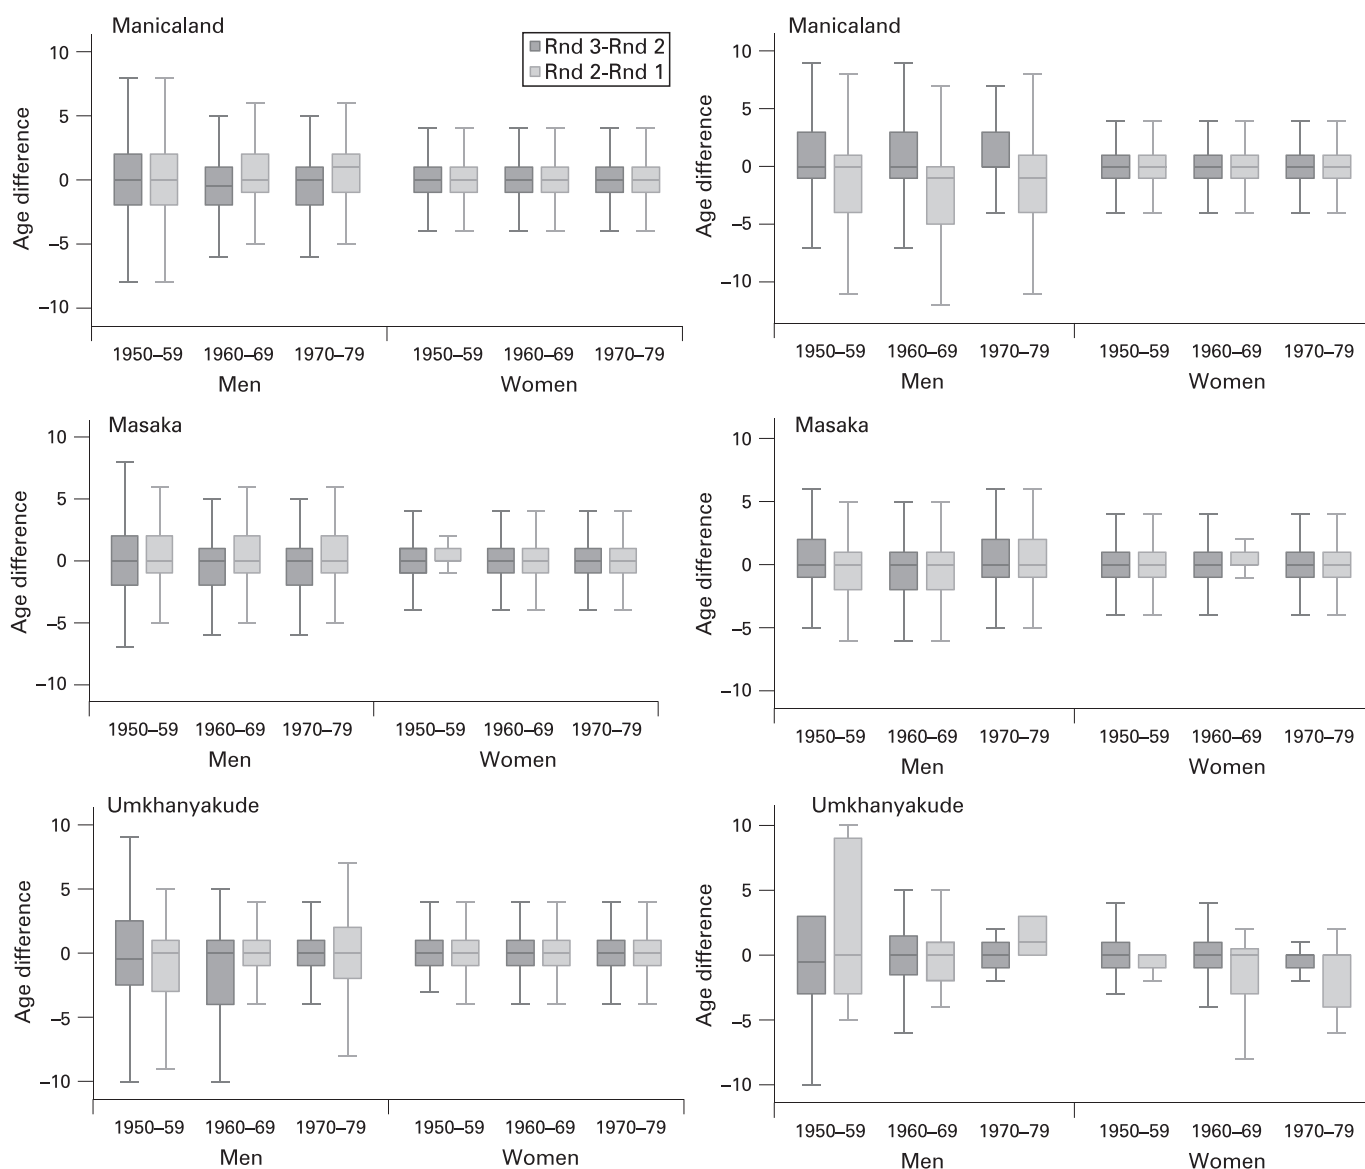 Manicaland
Rnd 3-Rnd 2
Rnd 2-Rnd 1
10
5
0
–5
–10
Age difference
1950–59 1960–69 1970–79 1950–59 1960–69 1970–79
Men Women
Manicaland
10
5
0
–5
–10
Age difference
1950–59 1960–69 1970–79 1950–59 1960–69 1970–79
Men Women
Masaka
10
5
0
–5
–10
Age difference
1950–59 1960–69 1970–79 1950–59 1960–69 1970–79
Men Women
Masaka
10
5
0
–5
–10
Age difference
1950–59 1960–69 1970–79 1950–59 1960–69 1970–79
Men Women
Umkhanyakude
10
5
0
–5
–10
Age difference
1950–59 1960–69 1970–79 1950–59 1960–69 1970–79
Men Women
Umkhanyakude
10
5
0
–5
–10
Age difference
1950–59 1960–69 1970–79 1950–59 1960–69 1970–79
Men Women